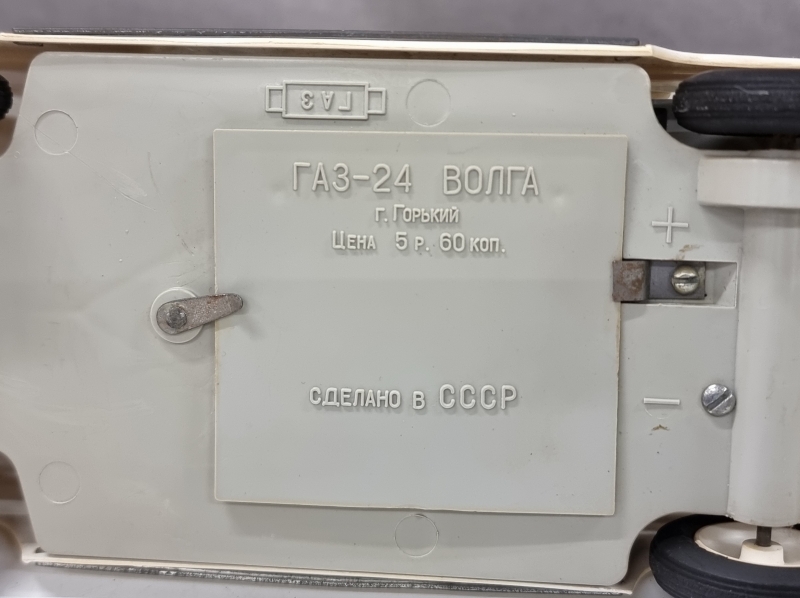 ГАЗ
ГАЗ-24 ВОЛГА
г. Горький
Цена 5 р. 60 коп.
+
−
сделано в СССР